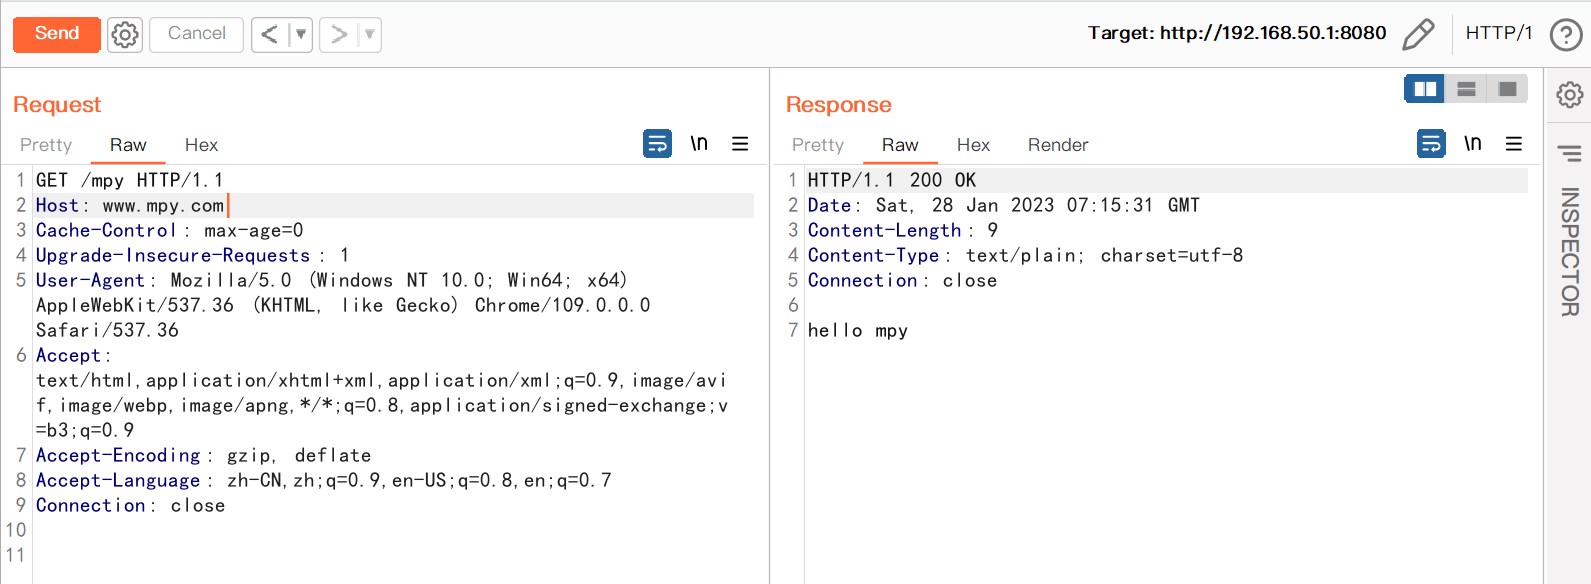 Send
Cancel
Target: http://192.168.50.1:8080
HTTP/1
Request
Pretty Raw Hex
\n
1 GET /mpy HTTP/1.1
2 Host: www.mpy.com
3 Cache-Control: max-age=0
4 Upgrade-Insecure-Requests: 1
5 User-Agent: Mozilla/5.0 (Windows NT 10.0; Win64; x64)
AppleWebKit/537.36 (KHTML, like Gecko) Chrome/109.0.0.0
Safari/537.36
6 Accept:
text/html,application/xhtml+xml,application/xml;q=0.9,image/avi
f,image/webp,image/apng,*/*;q=0.8,application/signed-exchange;v
=b3;q=0.9
7 Accept-Encoding: gzip, deflate
8 Accept-Language: zh-CN,zh;q=0.9,en-US;q=0.8,en;q=0.7
9 Connection: close
10
11
Response
Pretty Raw Hex Render
\n
1 HTTP/1.1 200 OK
2 Date: Sat, 28 Jan 2023 07:15:31 GMT
3 Content-Length: 9
4 Content-Type: text/plain; charset=utf-8
5 Connection: close
6
7 hello mpy
INSPECTOR